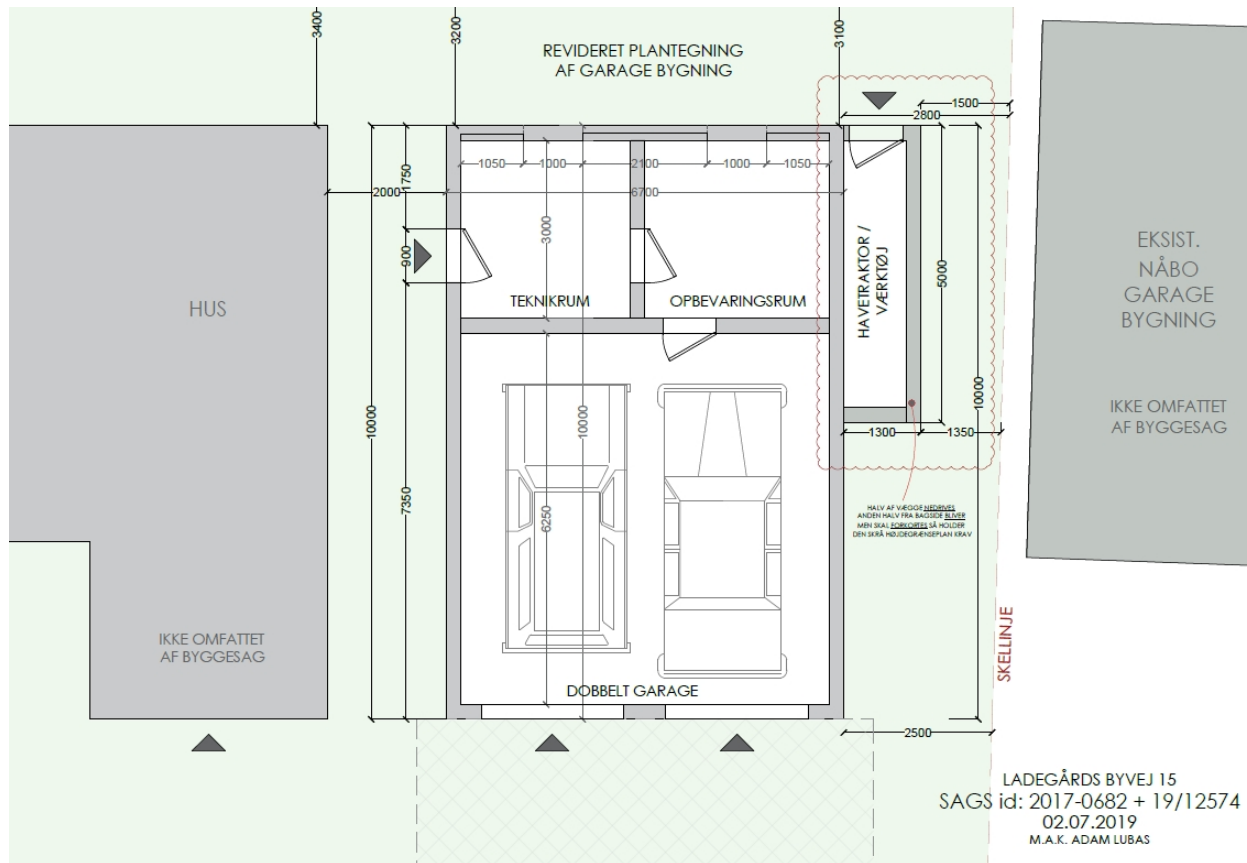 3400
3200
3100
REVIDERET PLANTEGNING
AF GARAGE BYGNING
1500
2800
1050
1000
2100
1000
1050
1750
2000
6700
900
3000
5000
HUS
TEKNIKRUM
OPBEVARINGSRUM
HAVETRAKTOR /
VÆRKTØJ
EKSIST.
NÅBO
GARAGE
BYGNING
10000
10000
10000
IKKE OMFATTET
AF BYGGESAG
1300
1350
7350
6250
HALV AF VÆGGE NEDRIVES
ANDEN HALV FRA BAGSIDE BLIVER
MEN SKAL FORKORTES SÅ HOLDER
DEN SKRÅ HØJDEGRÆNSEPLAN KRAV
IKKE OMFATTET
AF BYGGESAG
SKELLINJE
DOBBELT GARAGE
2500
LADEGÅRDS BYVEJ 15
SAGS id: 2017-0682 + 19/12574
02.07.2019
M.A.K. ADAM LUBAS